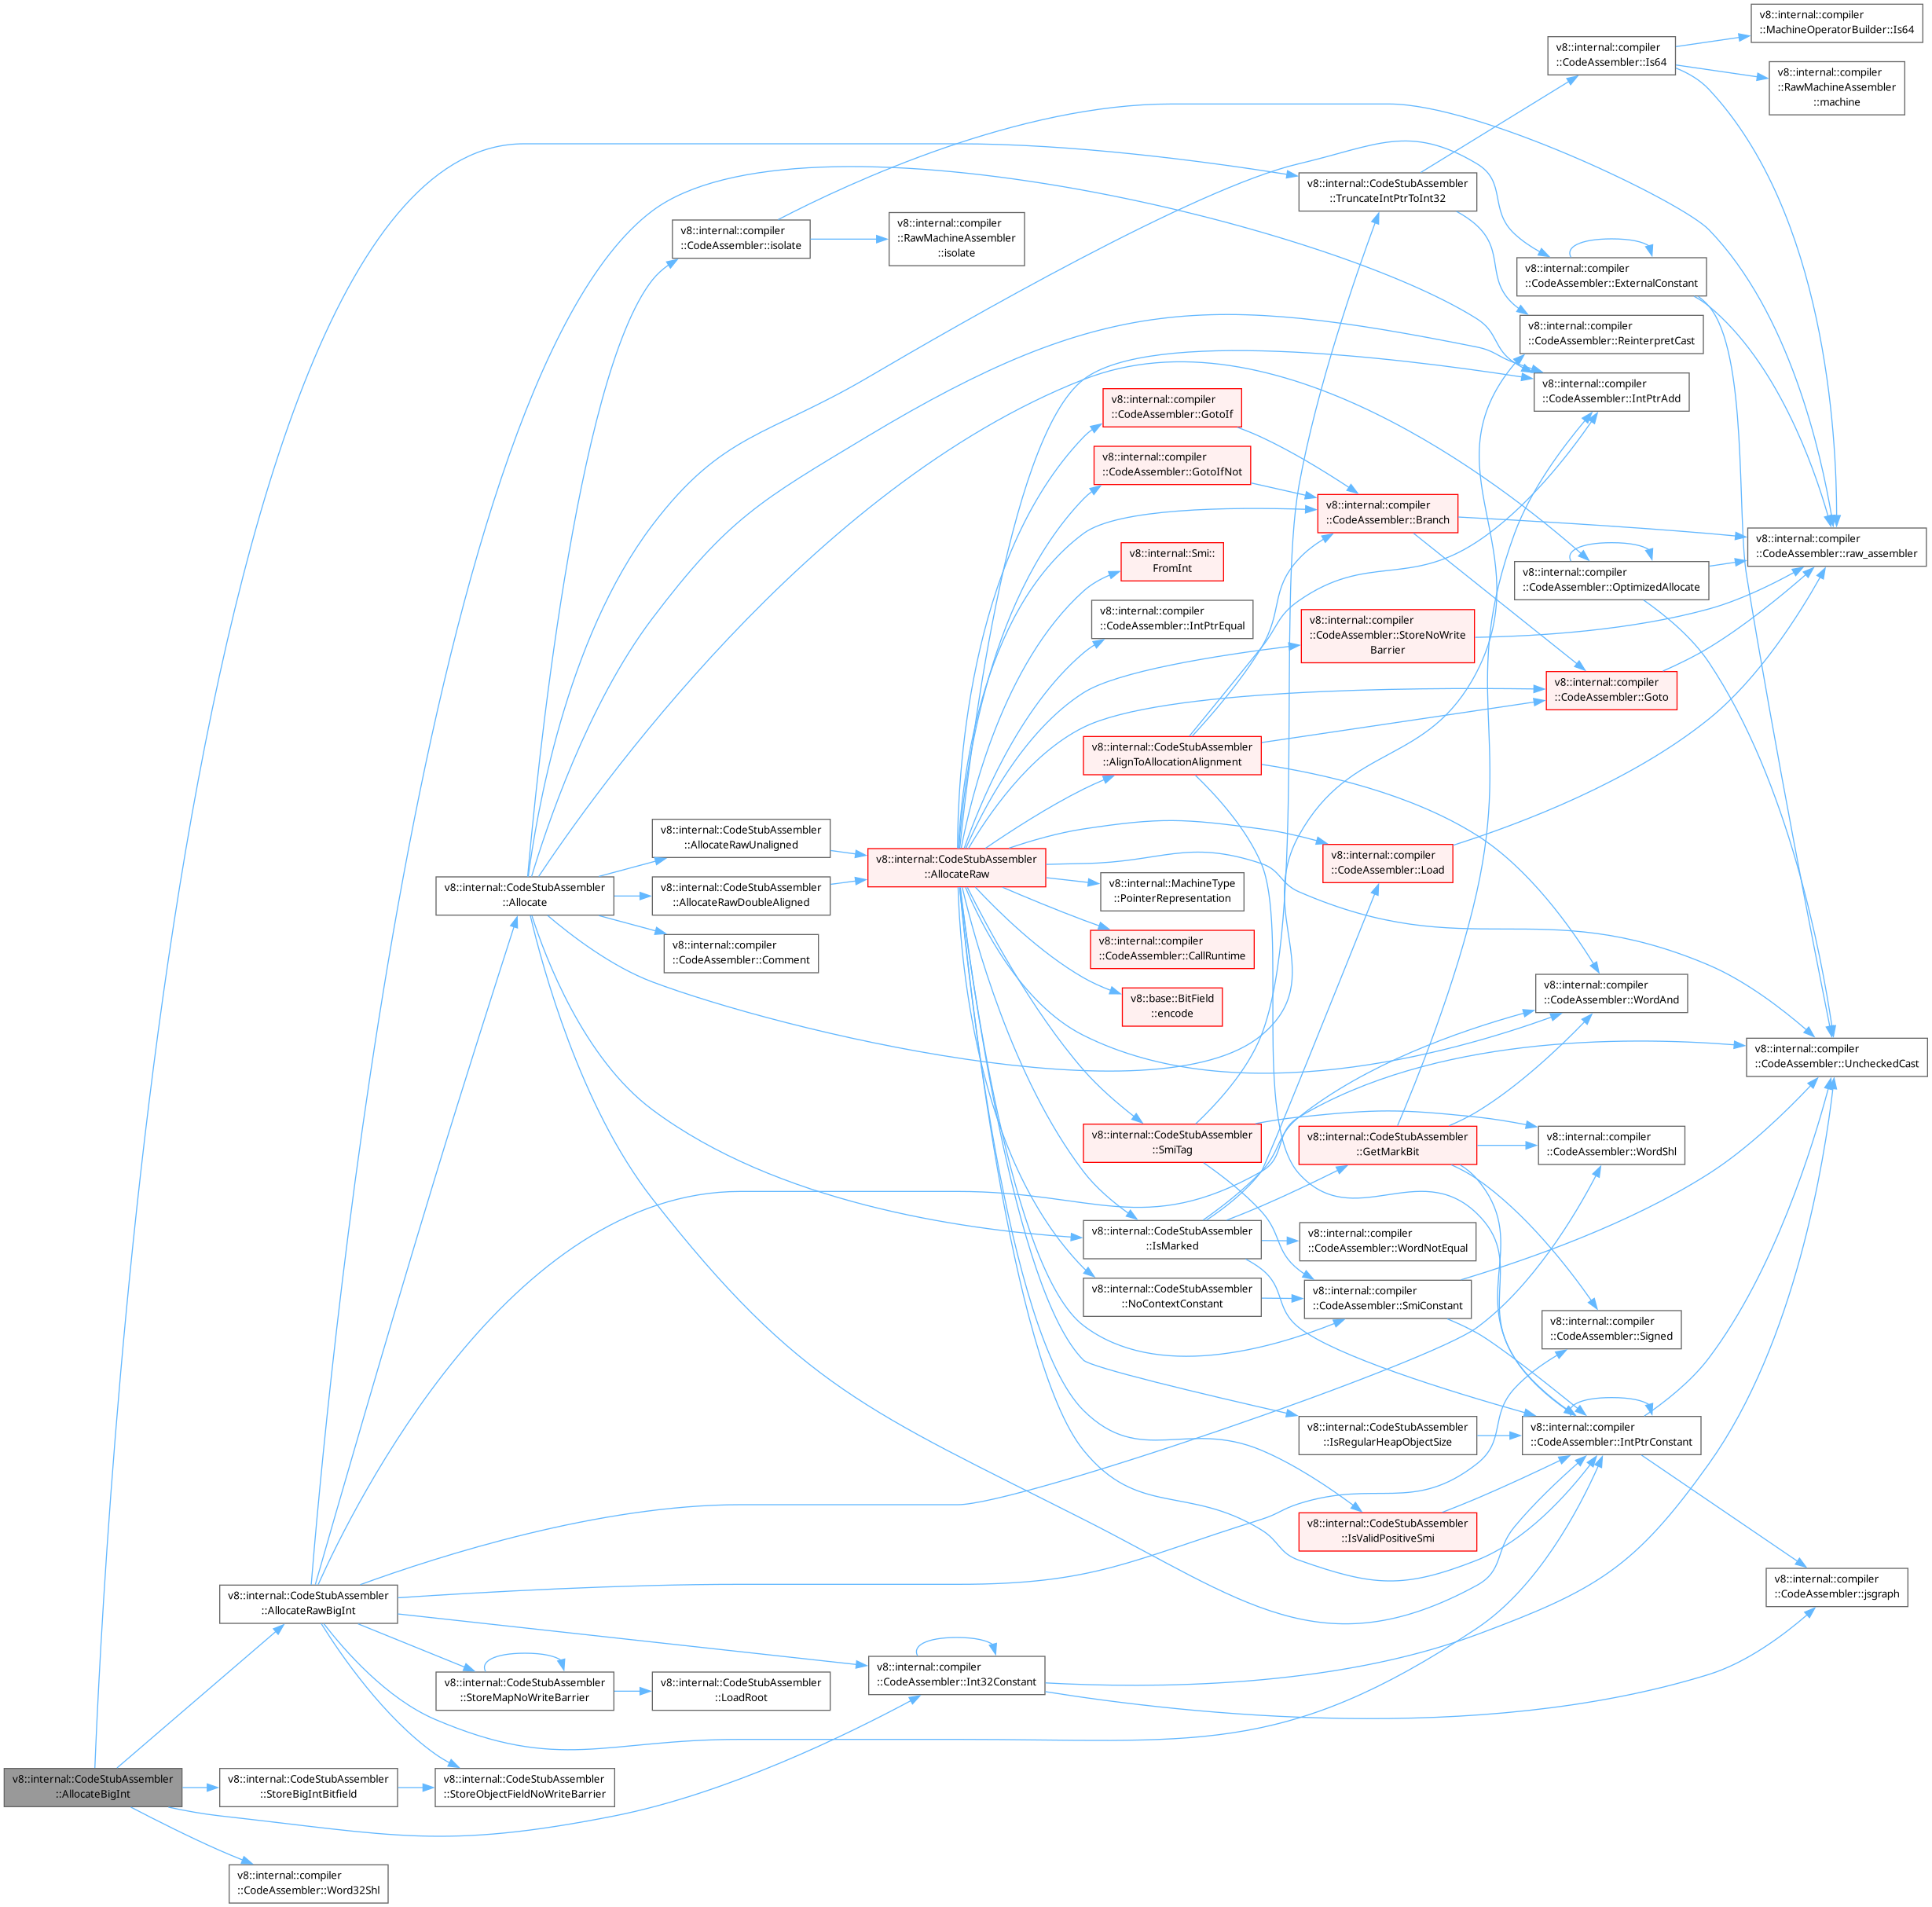 v8::internal::compiler
::MachineOperatorBuilder::Is64
v8::internal::compiler
::CodeAssembler::Is64
v8::internal::compiler
::RawMachineAssembler
::machine
v8::internal::CodeStubAssembler
::TruncateIntPtrToInt32
v8::internal::compiler
::CodeAssembler::isolate
v8::internal::compiler
::RawMachineAssembler
::isolate
v8::internal::compiler
::CodeAssembler::ExternalConstant
v8::internal::compiler
::CodeAssembler::ReinterpretCast
v8::internal::compiler
::CodeAssembler::IntPtrAdd
v8::internal::compiler
::CodeAssembler::GotoIf
v8::internal::compiler
::CodeAssembler::GotoIfNot
v8::internal::compiler
::CodeAssembler::Branch
v8::internal::compiler
::CodeAssembler::raw_assembler
v8::internal::Smi::
FromInt
v8::internal::compiler
::CodeAssembler::OptimizedAllocate
v8::internal::compiler
::CodeAssembler::IntPtrEqual
v8::internal::compiler
::CodeAssembler::StoreNoWrite
Barrier
v8::internal::compiler
::CodeAssembler::Goto
v8::internal::CodeStubAssembler
::AlignToAllocationAlignment
v8::internal::CodeStubAssembler
::AllocateRawUnaligned
v8::internal::CodeStubAssembler
::AllocateRaw
v8::internal::compiler
::CodeAssembler::Load
v8::internal::CodeStubAssembler
::Allocate
v8::internal::CodeStubAssembler
::AllocateRawDoubleAligned
v8::internal::MachineType
::PointerRepresentation
v8::internal::compiler
::CodeAssembler::Comment
v8::internal::compiler
::CodeAssembler::CallRuntime
v8::base::BitField
::encode
v8::internal::compiler
::CodeAssembler::WordAnd
v8::internal::compiler
::CodeAssembler::UncheckedCast
v8::internal::CodeStubAssembler
::SmiTag
v8::internal::CodeStubAssembler
::GetMarkBit
v8::internal::compiler
::CodeAssembler::WordShl
v8::internal::CodeStubAssembler
::IsMarked
v8::internal::compiler
::CodeAssembler::WordNotEqual
v8::internal::CodeStubAssembler
::NoContextConstant
v8::internal::compiler
::CodeAssembler::SmiConstant
v8::internal::compiler
::CodeAssembler::Signed
v8::internal::CodeStubAssembler
::IsRegularHeapObjectSize
v8::internal::compiler
::CodeAssembler::IntPtrConstant
v8::internal::CodeStubAssembler
::IsValidPositiveSmi
v8::internal::compiler
::CodeAssembler::jsgraph
v8::internal::CodeStubAssembler
::AllocateRawBigInt
v8::internal::CodeStubAssembler
::StoreMapNoWriteBarrier
v8::internal::CodeStubAssembler
::LoadRoot
v8::internal::compiler
::CodeAssembler::Int32Constant
v8::internal::CodeStubAssembler
::AllocateBigInt
v8::internal::CodeStubAssembler
::StoreBigIntBitfield
v8::internal::CodeStubAssembler
::StoreObjectFieldNoWriteBarrier
v8::internal::compiler
::CodeAssembler::Word32Shl